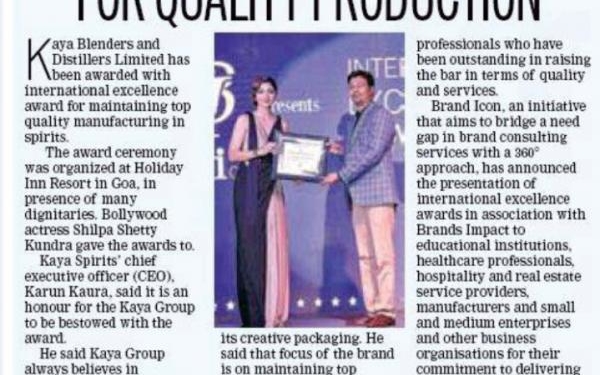 FOR QUALITY PRODUCTION
Kaya Blenders and
Distillers Limited has
been awarded with
international excellence
award for maintaining top
quality manufacturing in
spirits.
The award ceremony
was organized at Holiday
Inn Resort in Goa, in
presence of many
dignitaries. Bollywood
actress Shilpa Shetty
Kundra gave the awards to.
Kaya Spirits' chief
executive officer (CEO),
Karun Kaura, said it is an
honour for the Kaya Group
to be bestowed with the
award.
He said Kaya Group
always believes in
INTE
esents
its creative packaging. He
said that focus of the brand
is on maintaining top
professionals who have
been outstanding in raising
the bar in terms of quality
and services.
Brand Icon, an initiative
that aims to bridge a need
gap in brand consulting
services with a 360°
approach, has announced
the presentation of
international excellence
awards in association with
Brands Impact to
educational institutions,
healthcare professionals,
hospitality and real estate
service providers,
manufacturers and small
and medium enterprises
and other business
organisations for their
commitment to delivering